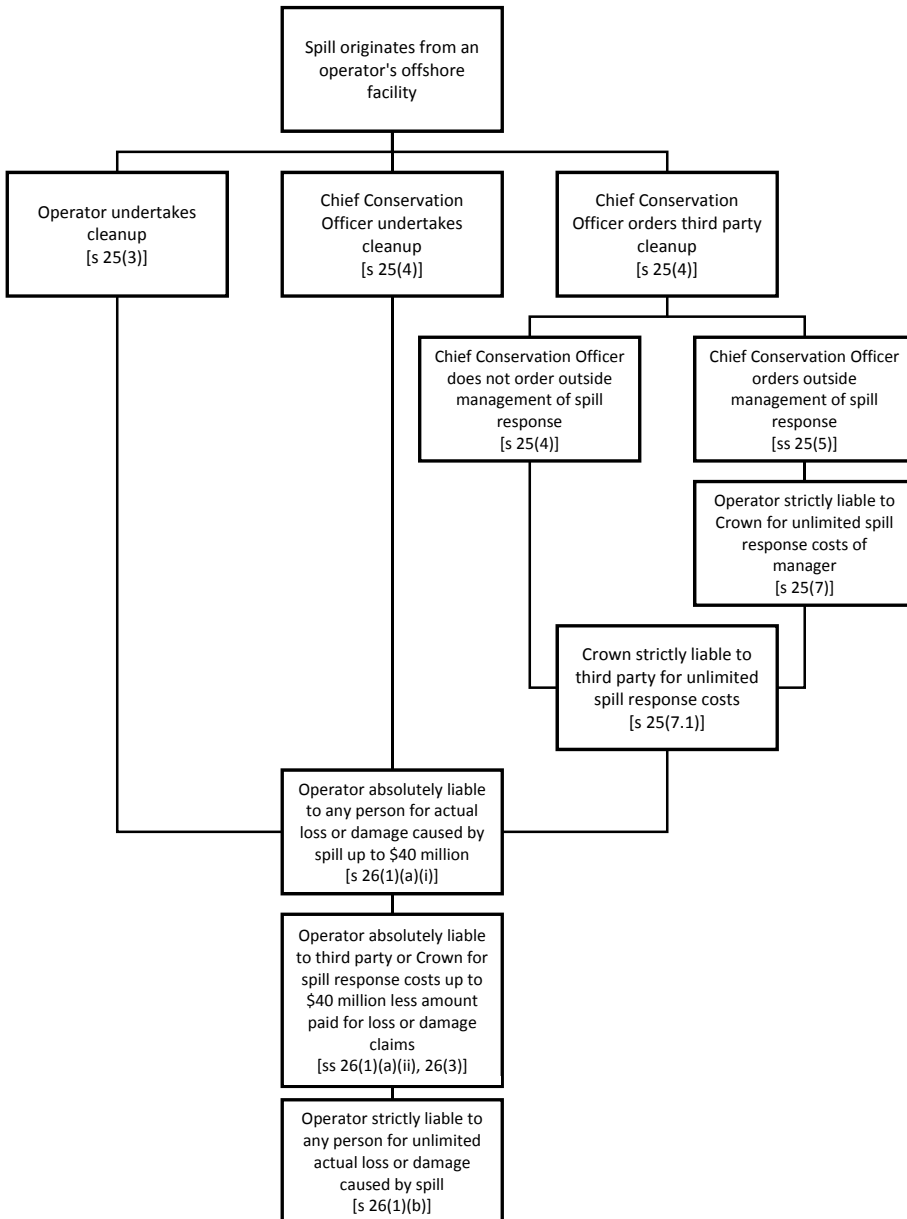 Spill originates from an
operator's offshore
facility
Operator undertakes
cleanup
[s 25(3)]
Chief Conservation
Officer undertakes
cleanup
[s 25(4)]
Chief Conservation
Officer orders third party
cleanup
[s 25(4)]
Chief Conservation Officer
does not order outside
management of spill
response
[s 25(4)]
Chief Conservation Officer
orders outside
management of spill
response
[ss 25(5)]
Operator strictly liable to
Crown for unlimited spill
response costs of
manager
[s 25(7)]
Crown strictly liable to
third party for unlimited
spill response costs
[s 25(7.1)]
Operator absolutely liable
to any person for actual
loss or damage caused by
spill up to $40 million
[s 26(1)(a)(i)]
Operator absolutely liable
to third party or Crown for
spill response costs up to
$40 million less amount
paid for loss or damage
claims
[ss 26(1)(a)(ii), 26(3)]
Operator strictly liable to
any person for unlimited
actual loss or damage
caused by spill
[s 26(1)(b)]